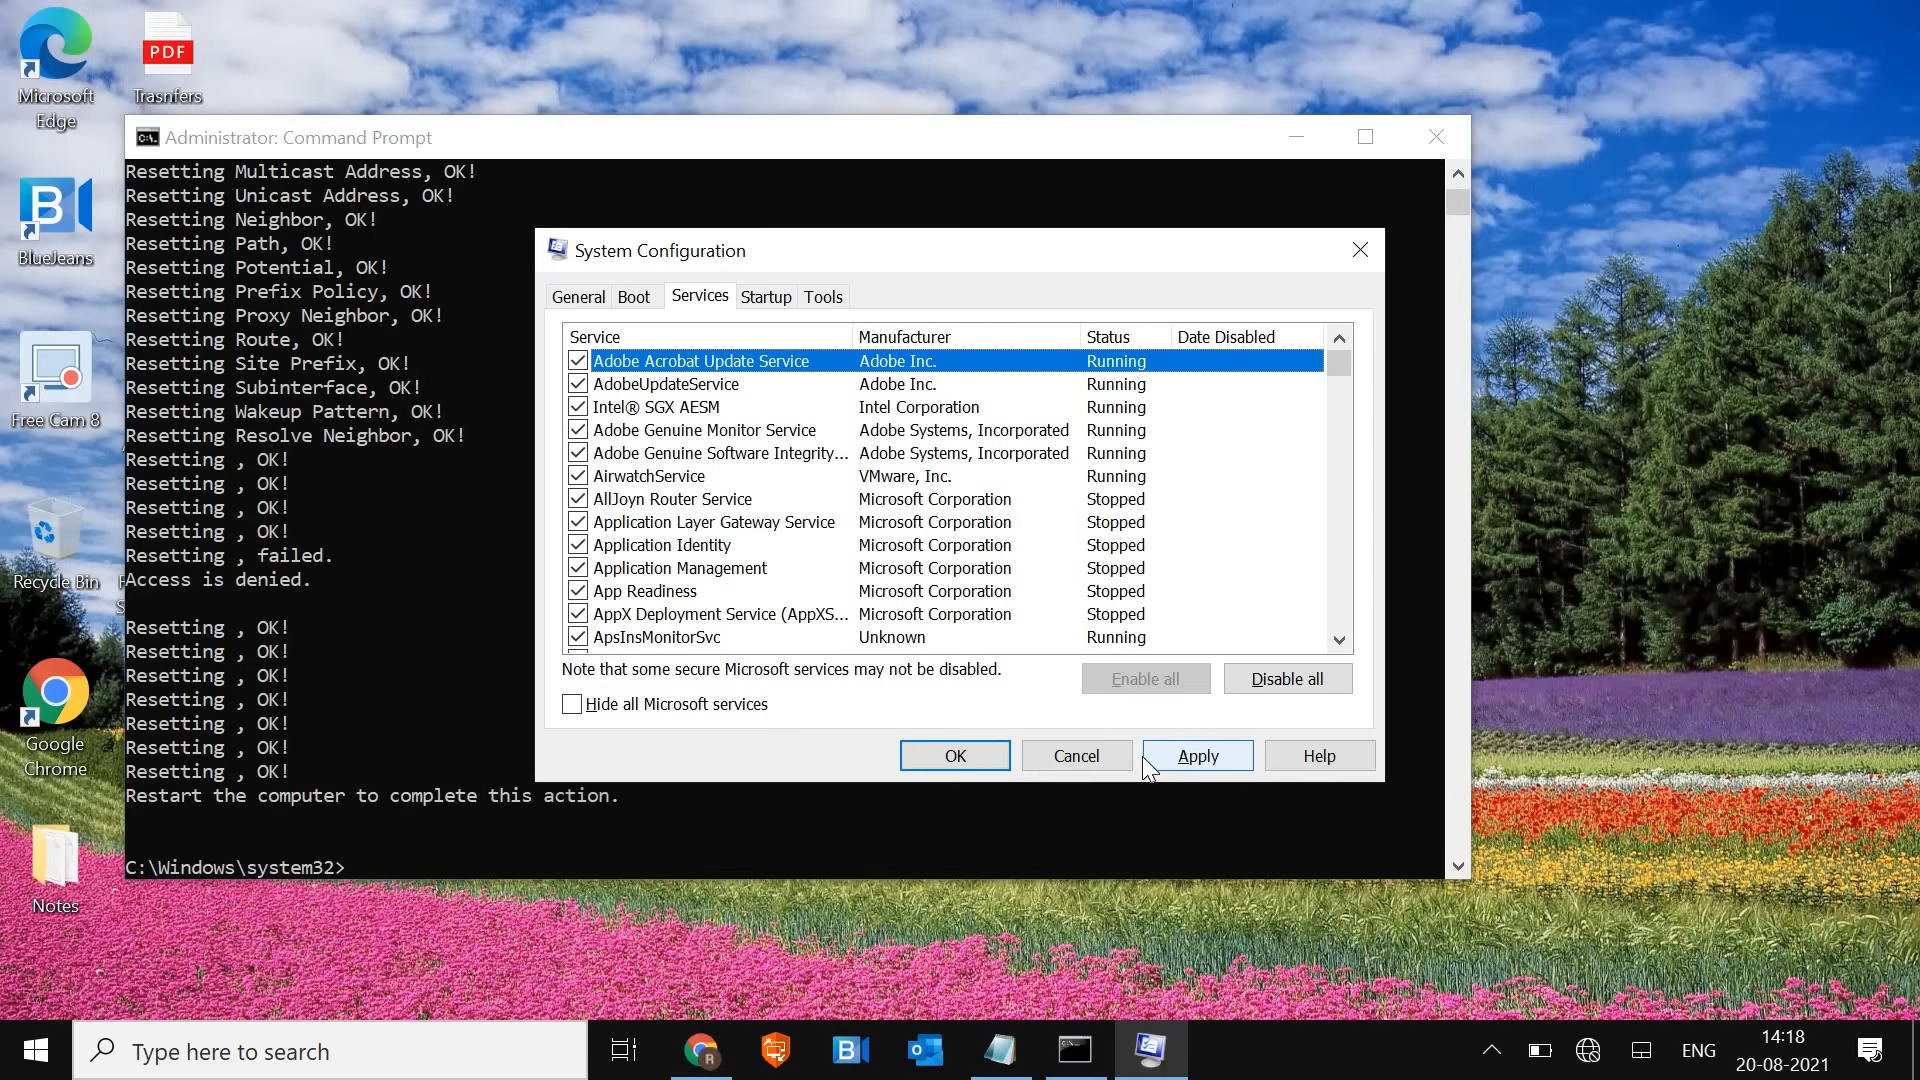 Microsoft
Edge
PDF
Trasnfers
BlueJeans
Free Cam 8
Recycle Bin
Google
Chrome
Notes
Administrator: Command Prompt
Resetting Multicast Address, OK!
Resetting Unicast Address, OK!
Resetting Neighbor, OK!
Resetting Path, OK!
Resetting Potential, OK!
Resetting Prefix Policy, OK!
Resetting Proxy Neighbor, OK!
Resetting Route, OK!
Resetting Site Prefix, OK!
Resetting Subinterface, OK!
Resetting Wakeup Pattern, OK!
Resetting Resolve Neighbor, OK!
Resetting , OK!
Resetting , OK!
Resetting , OK!
Resetting , OK!
Resetting , failed.
Access is denied.
Resetting , OK!
Resetting , OK!
Resetting , OK!
Resetting , OK!
Resetting , OK!
Resetting , OK!
Resetting , OK!
Restart the computer to complete this action.
C:\Windows\system32>
System Configuration
General Boot Services Startup Tools
Service Manufacturer Status Date Disabled
Adobe Acrobat Update Service Adobe Inc. Running
AdobeUpdateService Adobe Inc. Running
Intel® SGX AESM Intel Corporation Running
Adobe Genuine Monitor Service Adobe Systems, Incorporated Running
Adobe Genuine Software Integrity... Adobe Systems, Incorporated Running
AirwatchService VMware, Inc. Running
AllJoyn Router Service Microsoft Corporation Stopped
Application Layer Gateway Service Microsoft Corporation Stopped
Application Identity Microsoft Corporation Stopped
Application Management Microsoft Corporation Stopped
App Readiness Microsoft Corporation Stopped
AppX Deployment Service (AppXS... Microsoft Corporation Stopped
ApsInsMonitorSvc Unknown Running
Note that some secure Microsoft services may not be disabled.
Enable all Disable all
Hide all Microsoft services
OK Cancel Apply Help
Type here to search
ENG
14:18
20-08-2021